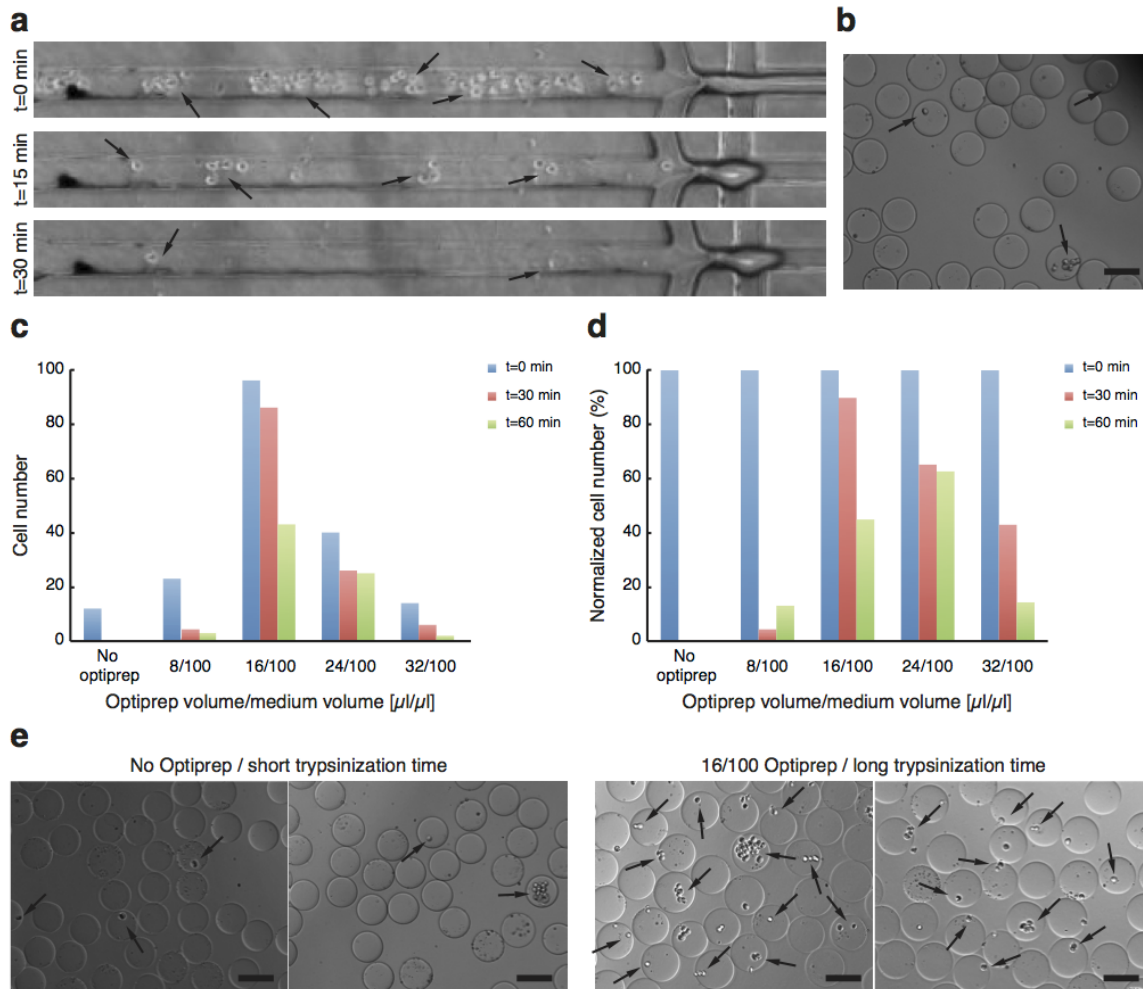 a
t=0 min
t=15 min
t=30 min
b
c
Cell number
100
80
60
40
20
0
t=0 min
t=30 min
t=60 min
No optiprep
8/100
16/100
24/100
32/100
Optiprep volume/medium volume [µl/µl]
d
Normalized cell number (%)
100
80
60
40
20
0
t=0 min
t=30 min
t=60 min
No optiprep
8/100
16/100
24/100
32/100
Optiprep volume/medium volume [µl/µl]
e
No Optiprep / short trypsinization time
16/100 Optiprep / long trypsinization time